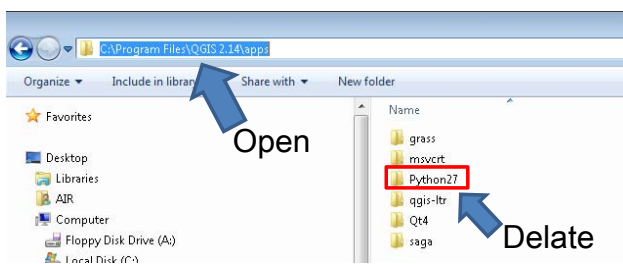 C:\Program Files\QGIS 2.14\apps
Organize Include in librar Share with New folder
Favorites
Desktop
Libraries
AIR
Computer
Floppy Disk Drive (A:)
Local Disk (C:)
Open
Name
grass
msvcrt
Python27
qgis-ltr
Qt4
saga
Delate